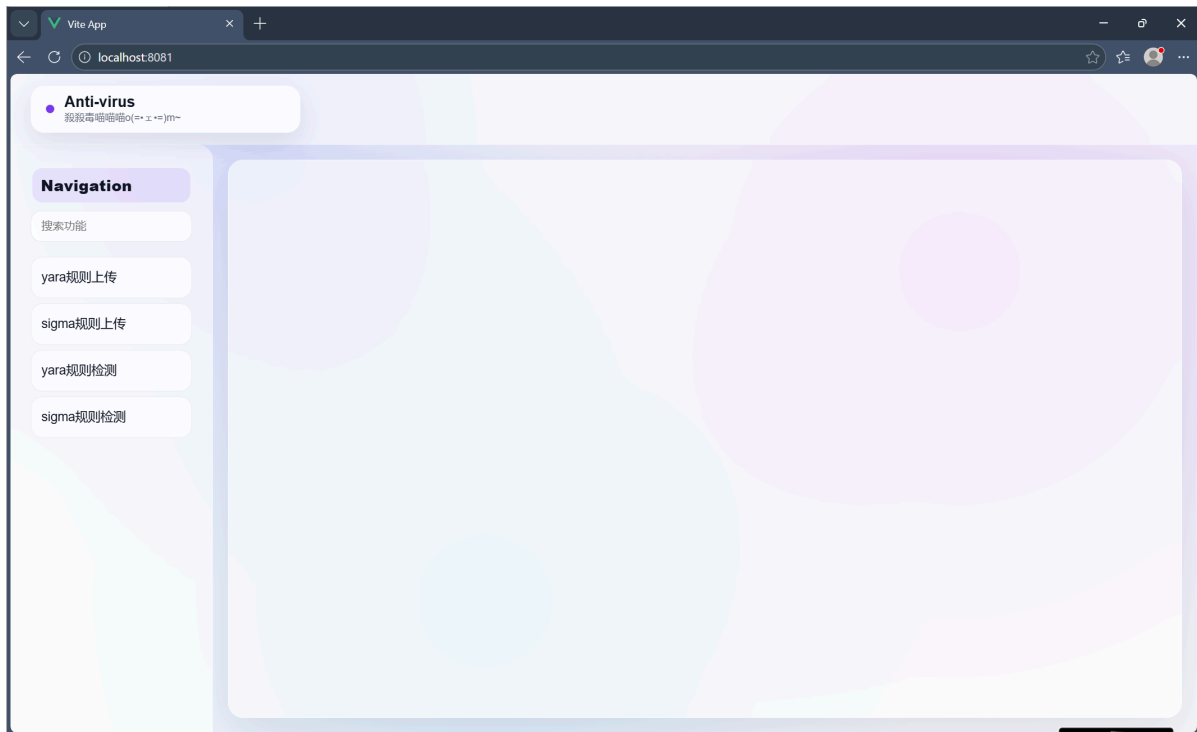 Vite App
localhost:8081
Anti-virus
殺殺毒喵喵喵o(=•ェ•=)m~
Navigation
搜索功能
yara规则上传
sigma规则上传
yara规则检测
sigma规则检测